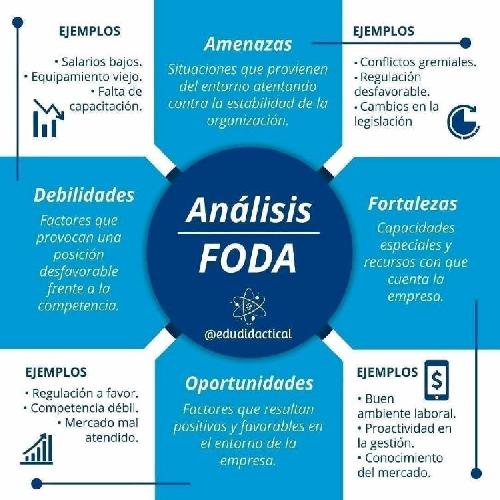 EJEMPLOS
• Salarios bajos.
• Equipamiento viejo.
• Falta de
capacitación.
Amenazas
Situaciones que provienen
del entorno atentando
contra la estabilidad de la
organización.
EJEMPLOS
• Conflictos gremiales.
• Regulación
desfavorable.
• Cambios en la
legislación
Debilidades
Factores que
provocan una
posición
desfavorable
frente a la
competencia.
Análisis
FODA
@edudidactical
Fortalezas
Capacidades
especiales y
recursos con que
cuenta la
empresa.
EJEMPLOS
• Regulación a favor.
• Competencia débil.
• Mercado mal
atendido.
Oportunidades
Factores que resultan
positivos y favorables en
el entorno de la
empresa.
EJEMPLOS
$
• Buen
ambiente laboral.
• Proactividad en
la gestión.
• Conocimiento
del mercado.